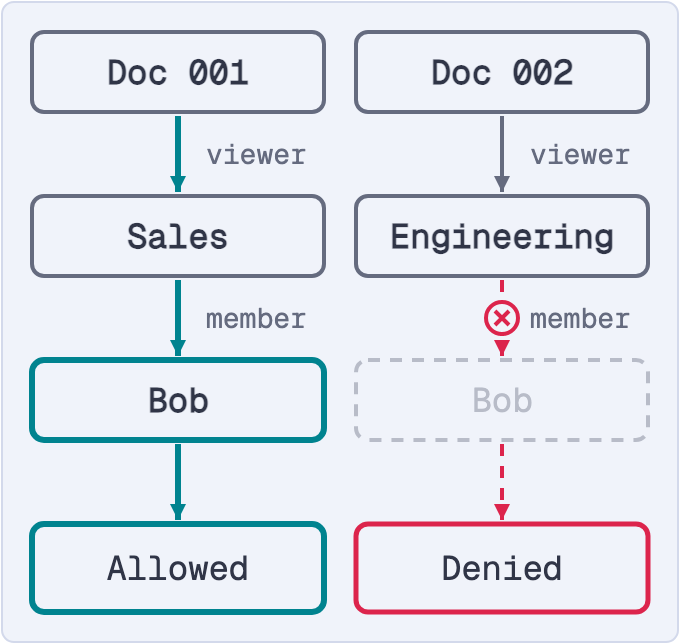 Doc 001
Doc 002
viewer
viewer
Sales
Engineering
member
member
Bob
Bob
Allowed
Denied